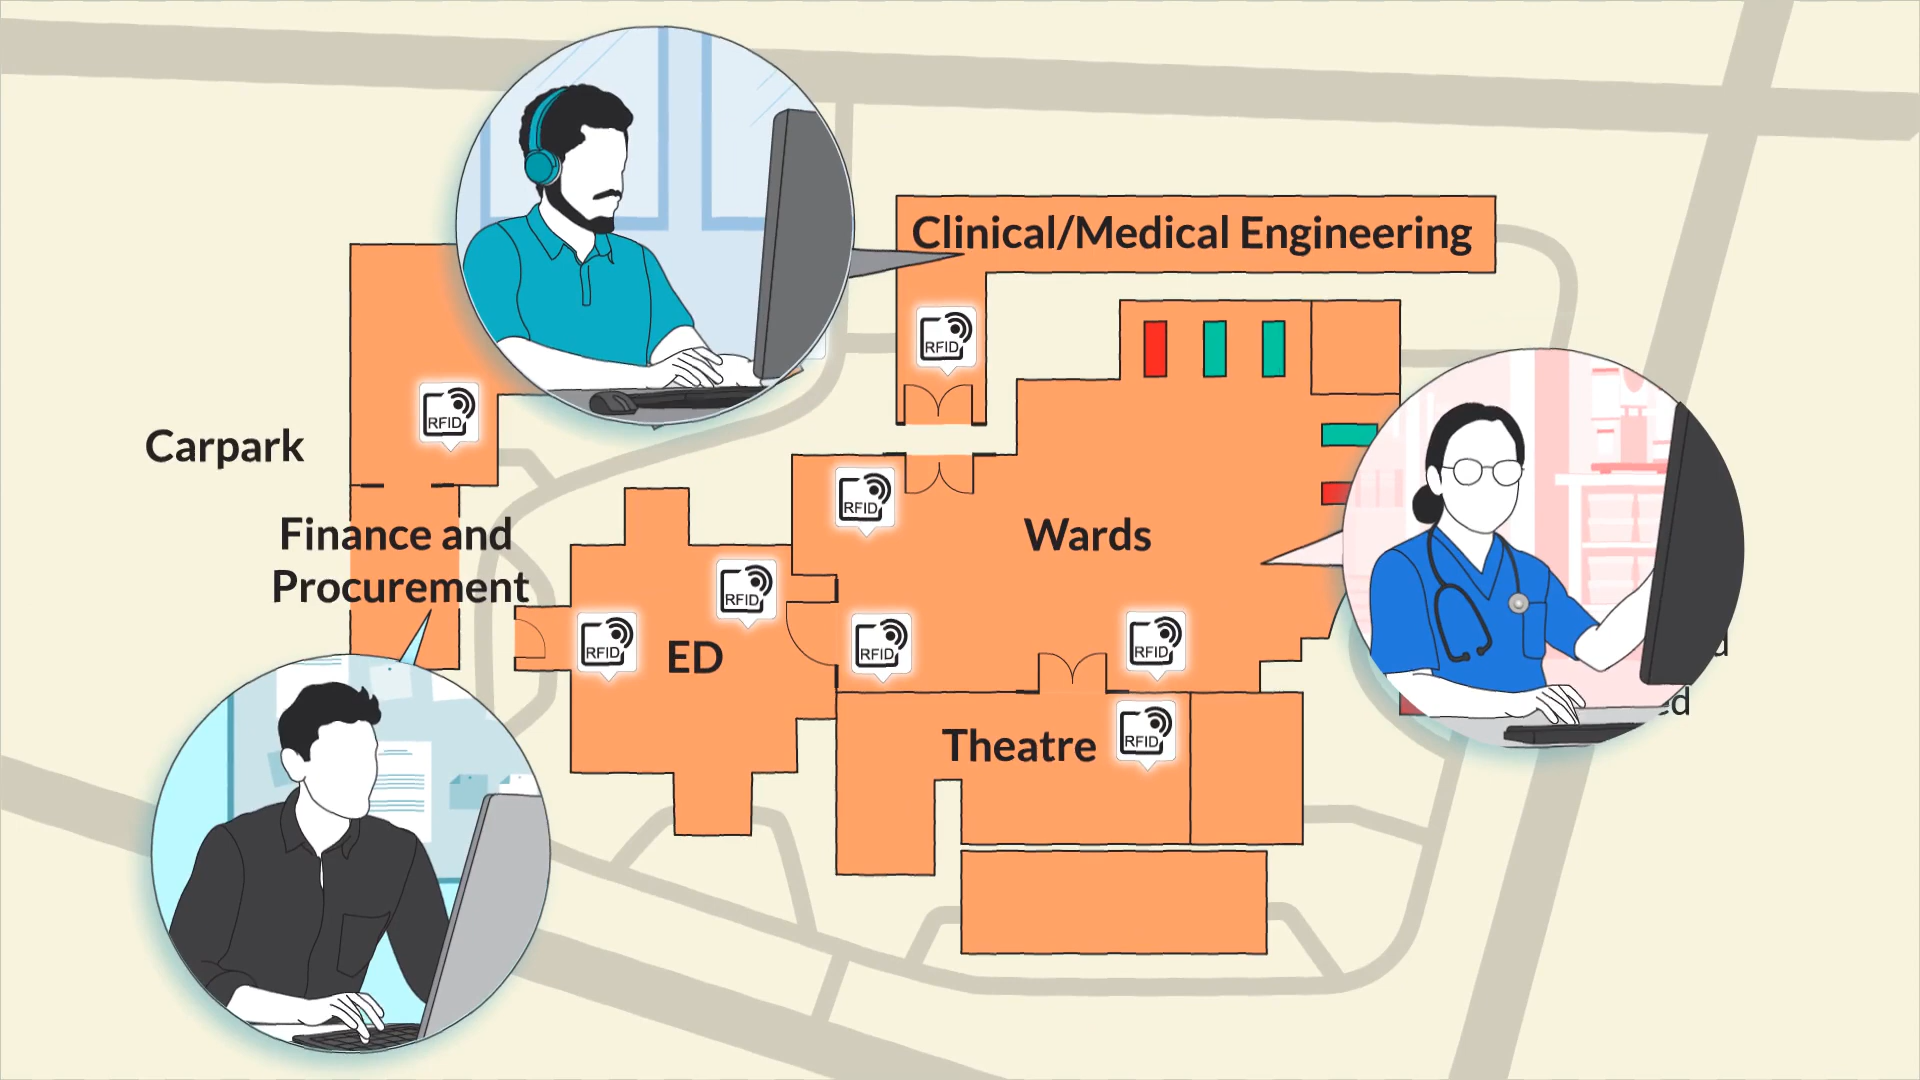 Clinical/Medical Engineering
RFID
RFID
Carpark
RFID
Finance and
Procurement
Wards
RFID
RFID
ED
RFID
RFID
Theatre
RFID